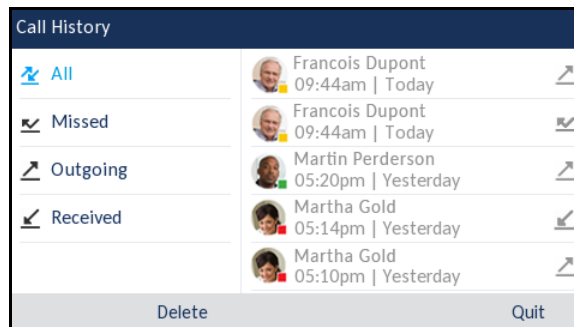 Call History
All
Missed
Outgoing
Received
Francois Dupont
09:44am | Today
Francois Dupont
09:44am | Today
Martin Perderson
05:20pm | Yesterday
Martha Gold
05:14pm | Yesterday
Martha Gold
05:10pm | Yesterday
Delete
Quit